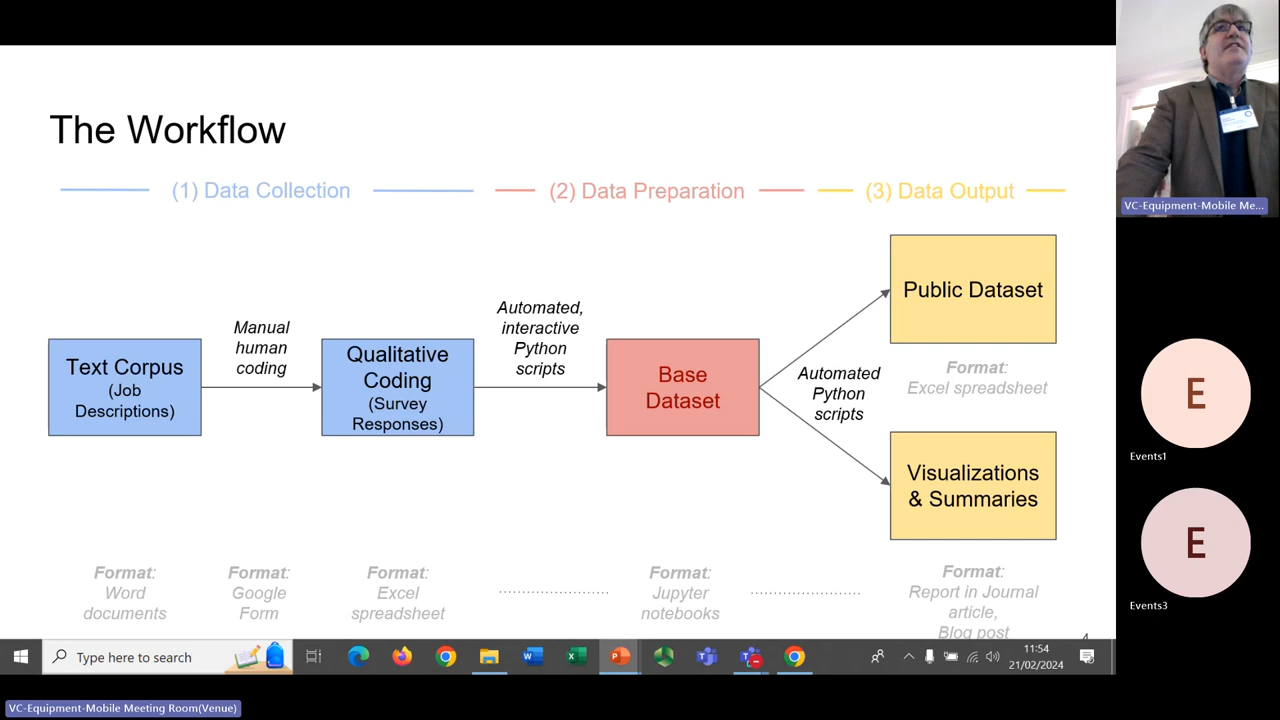 The Workflow
(1) Data Collection
(2) Data Preparation
(3) Data Output
Text Corpus
(Job
Descriptions)
Manual
human
coding
Qualitative
Coding
(Survey
Responses)
Automated,
interactive
Python
scripts
Base
Dataset
Automated
Python
scripts
Public Dataset
Format:
Excel spreadsheet
Visualizations
& Summaries
Format:
Word
documents
Format:
Google
Form
Format:
Excel
spreadsheet
Format:
Jupyter
notebooks
Format:
Report in Journal
article,
Blog post
4
Type here to search
11:54
21/02/2024
VC-Equipment-Mobile Me...
E
Events1
E
Events3
VC-Equipment-Mobile Meeting Room(Venue)